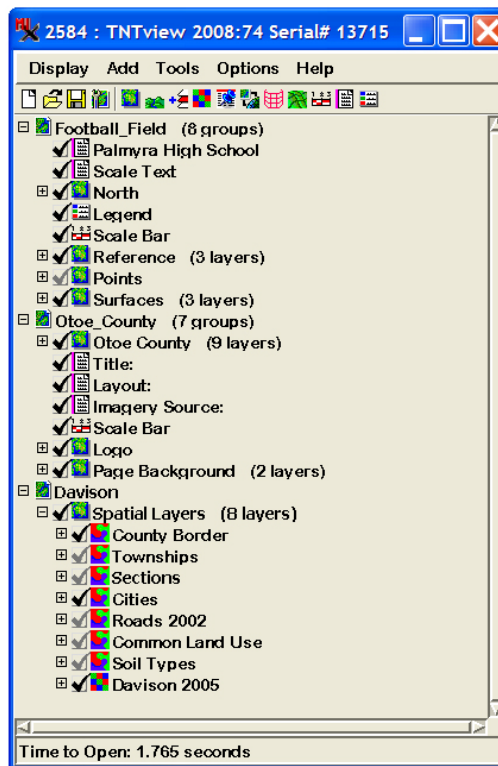 2584 : TNTview 2008:74 Serial# 13715
Display Add Tools Options Help
Football_Field (8 groups)
Palmyra High School
Scale Text
North
Legend
Scale Bar
Reference (3 layers)
Points
Surfaces (3 layers)
Otoe_County (7 groups)
Otoe County (9 layers)
Title:
Layout:
Imagery Source:
Scale Bar
Logo
Page Background (2 layers)
Davison
Spatial Layers (8 layers)
County Border
Townships
Sections
Cities
Roads 2002
Common Land Use
Soil Types
Davison 2005
Time to Open: 1.765 seconds